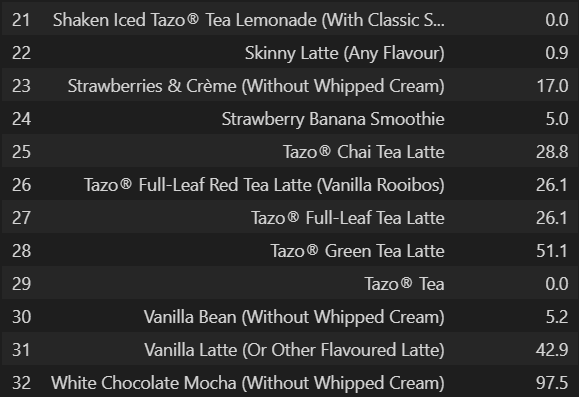 21 Shaken Iced Tazo® Tea Lemonade (With Classic S... 0.0
22 Skinny Latte (Any Flavour) 0.9
23 Strawberries & Crème (Without Whipped Cream) 17.0
24 Strawberry Banana Smoothie 5.0
25 Tazo® Chai Tea Latte 28.8
26 Tazo® Full-Leaf Red Tea Latte (Vanilla Rooibos) 26.1
27 Tazo® Full-Leaf Tea Latte 26.1
28 Tazo® Green Tea Latte 51.1
29 Tazo® Tea 0.0
30 Vanilla Bean (Without Whipped Cream) 5.2
31 Vanilla Latte (Or Other Flavoured Latte) 42.9
32 White Chocolate Mocha (Without Whipped Cream) 97.5